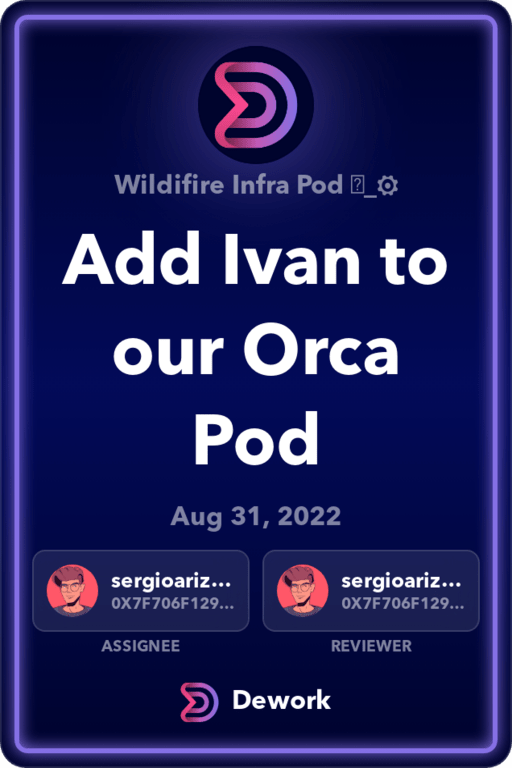 Wildifire Infra Pod ⍰_⚙
Add Ivan to
our Orca
Pod
Aug 31, 2022
sergioariz...
0X7F706F129...
sergioariz...
0X7F706F129...
ASSIGNEE
REVIEWER
Dework